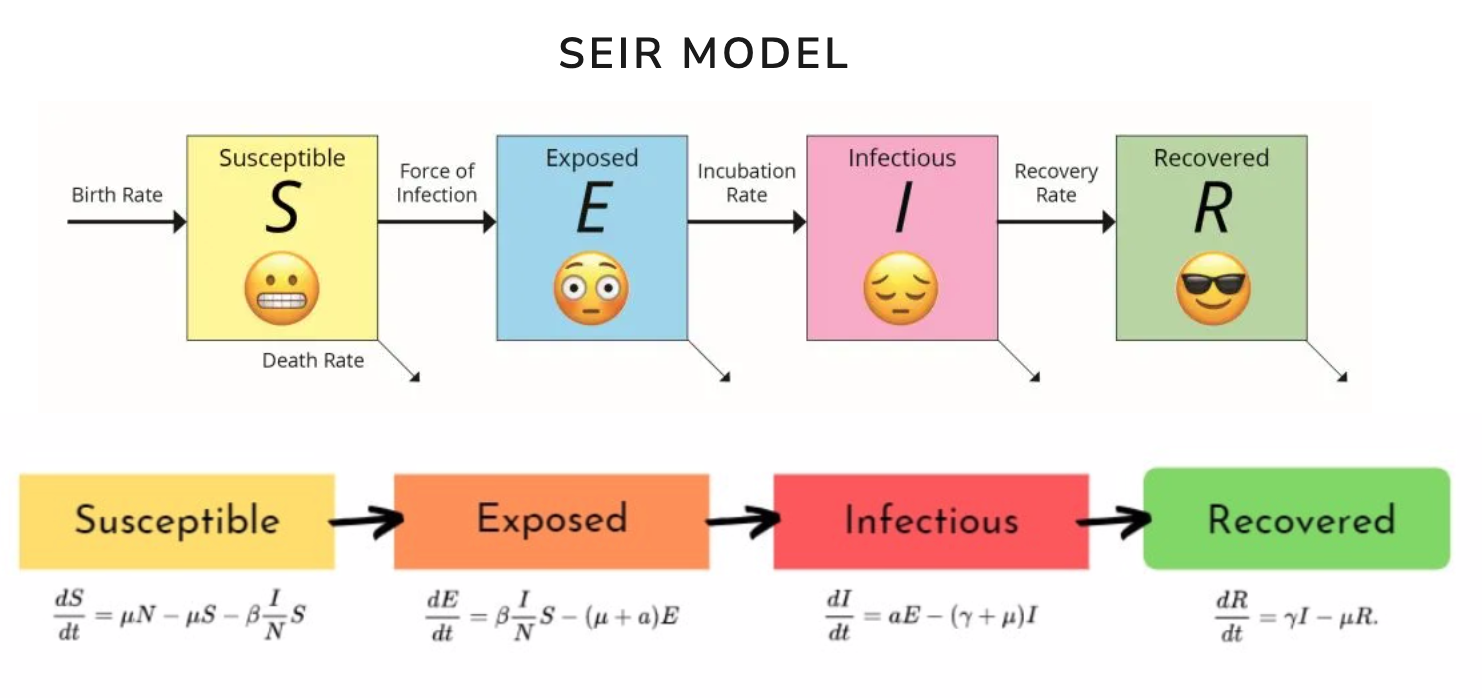 SEIR MODEL
Birth Rate
Susceptible
S
Death Rate
Force of
Infection
Exposed
E
Incubation
Rate
Infectious
I
Recovery
Rate
Recovered
R
Susceptible
Exposed
Infectious
Recovered
dS/dt = μN − μS − β I/N S
dE/dt = β I/N S − (μ + a)E
dI/dt = aE − (γ + μ)I
dR/dt = γI − μR.